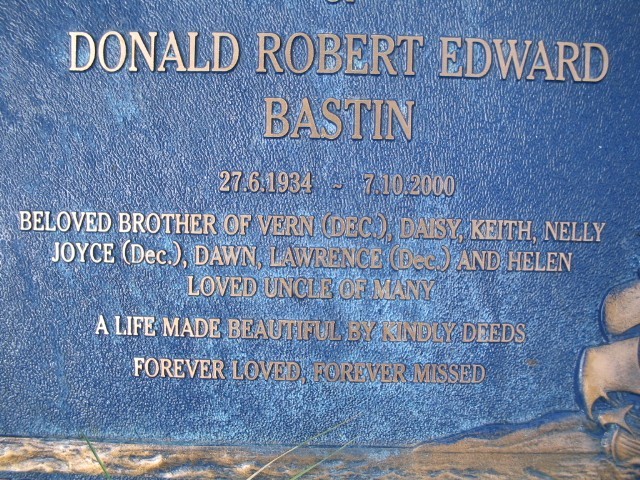 DONALD ROBERT EDWARD
BASTIN
27.6.1934 ~ 7.10.2000
BELOVED BROTHER OF VERN (DEC.), DAISY, KEITH, NELLY
JOYCE (Dec.), DAWN, LAWRENCE (Dec.) AND HELEN
LOVED UNCLE OF MANY
A LIFE MADE BEAUTIFUL BY KINDLY DEEDS
FOREVER LOVED, FOREVER MISSED